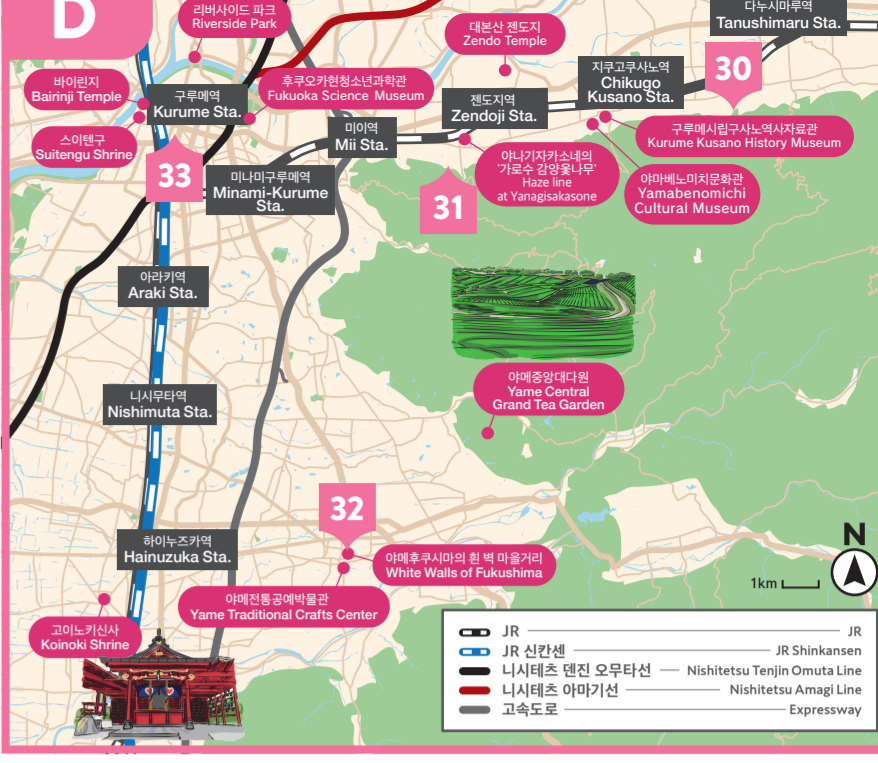 D
리버사이드 파크
Riverside Park
대본산 젠도지
Zendo Temple
다누시마루역
Tanushimaru Sta.
바이린지
Bairinji Temple
구루메역
Kurume Sta.
후쿠오카현청소년과학관
Fukuoka Science Museum
지쿠고쿠사노역
Chikugo
Kusano Sta.
30
젠도지역
Zendoji Sta.
스이텐구
Suitengu Shrine
미이역
Mii Sta.
구루메시립구사노역사자료관
Kurume Kusano History Museum
33
미나미구루메역
Minami-Kurume
Sta.
31
야나기자카소네의
'가로수 감양옻나무'
Haze line
at Yanagisakasone
야마베노미치문화관
Yamabenomichi
Cultural Museum
아라키역
Araki Sta.
야메중앙대다원
Yame Central
Grand Tea Garden
니시무타역
Nishimuta Sta.
32
하이누즈카역
Hainuzuka Sta.
야메후쿠시마의 흰 벽 마을거리
White Walls of Fukushima
야메전통공예박물관
Yame Traditional Crafts Center
고이노키신사
Koinoki Shrine
N
1km
JR JR
JR 신칸센 JR Shinkansen
니시테츠 덴진 오무타선 Nishitetsu Tenjin Omuta Line
니시테츠 아마기선 Nishitetsu Amagi Line
고속도로 Expressway